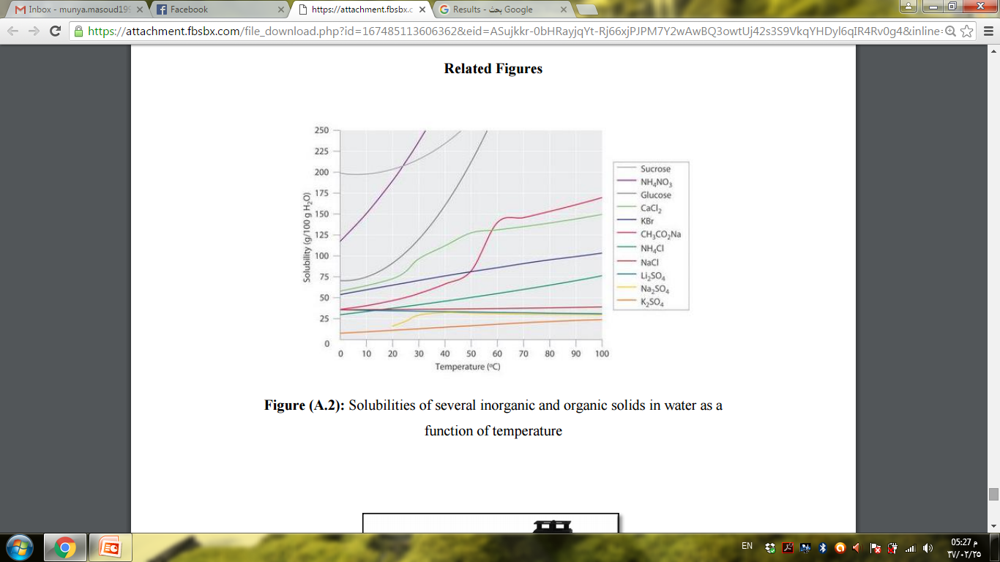 Inbox - munya.masoud199
Facebook
https://attachment.fbsbx.c
Results - بحث Google
https://attachment.fbsbx.com/file_download.php?id=167485113606362&eid=ASujkkr-0bHRayjqYt-Rj66xjPJPM7Y2wAwBQ3owtUj42s3S9VkqYHDyl6qIR4Rv0g4&inline=
Related Figures
250
225
200
175
150
125
100
75
50
25
0
Solubility (g/100 g H₂O)
0 10 20 30 40 50 60 70 80 90 100
Temperature (ºC)
Sucrose
NH₄NO₃
Glucose
CaCl₂
KBr
CH₃CO₂Na
NH₄Cl
NaCl
Li₂SO₄
Na₂SO₄
K₂SO₄
Figure (A.2): Solubilities of several inorganic and organic solids in water as a
function of temperature
EN
05:27 م
٣٧/٠٢/٢٥